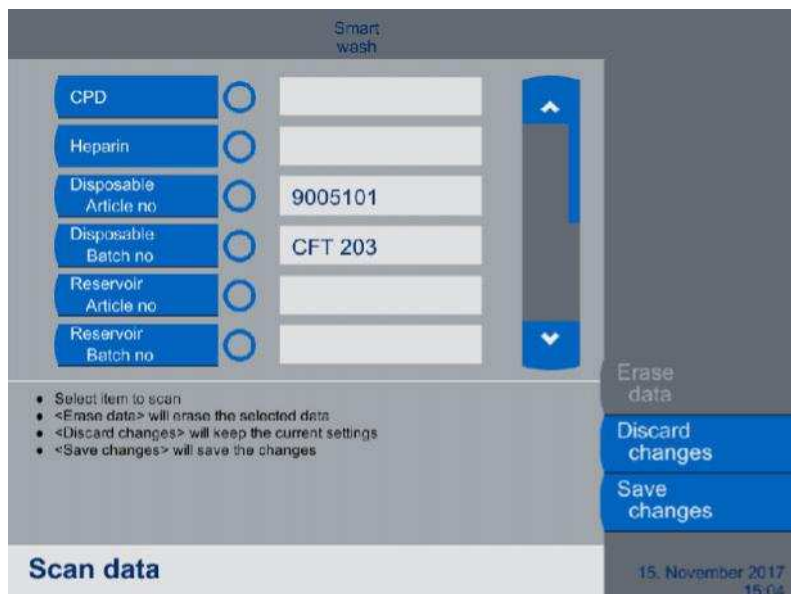 Smart
wash
CPD
Heparin
Disposable
Article no
9005101
Disposable
Batch no
CFT 203
Reservoir
Article no
Reservoir
Batch no
Erase
data
• Select item to scan
• <Erase data> will erase the selected data
• <Discard changes> will keep the current settings
• <Save changes> will save the changes
Discard
changes
Save
changes
Scan data
15. November 2017
15:04